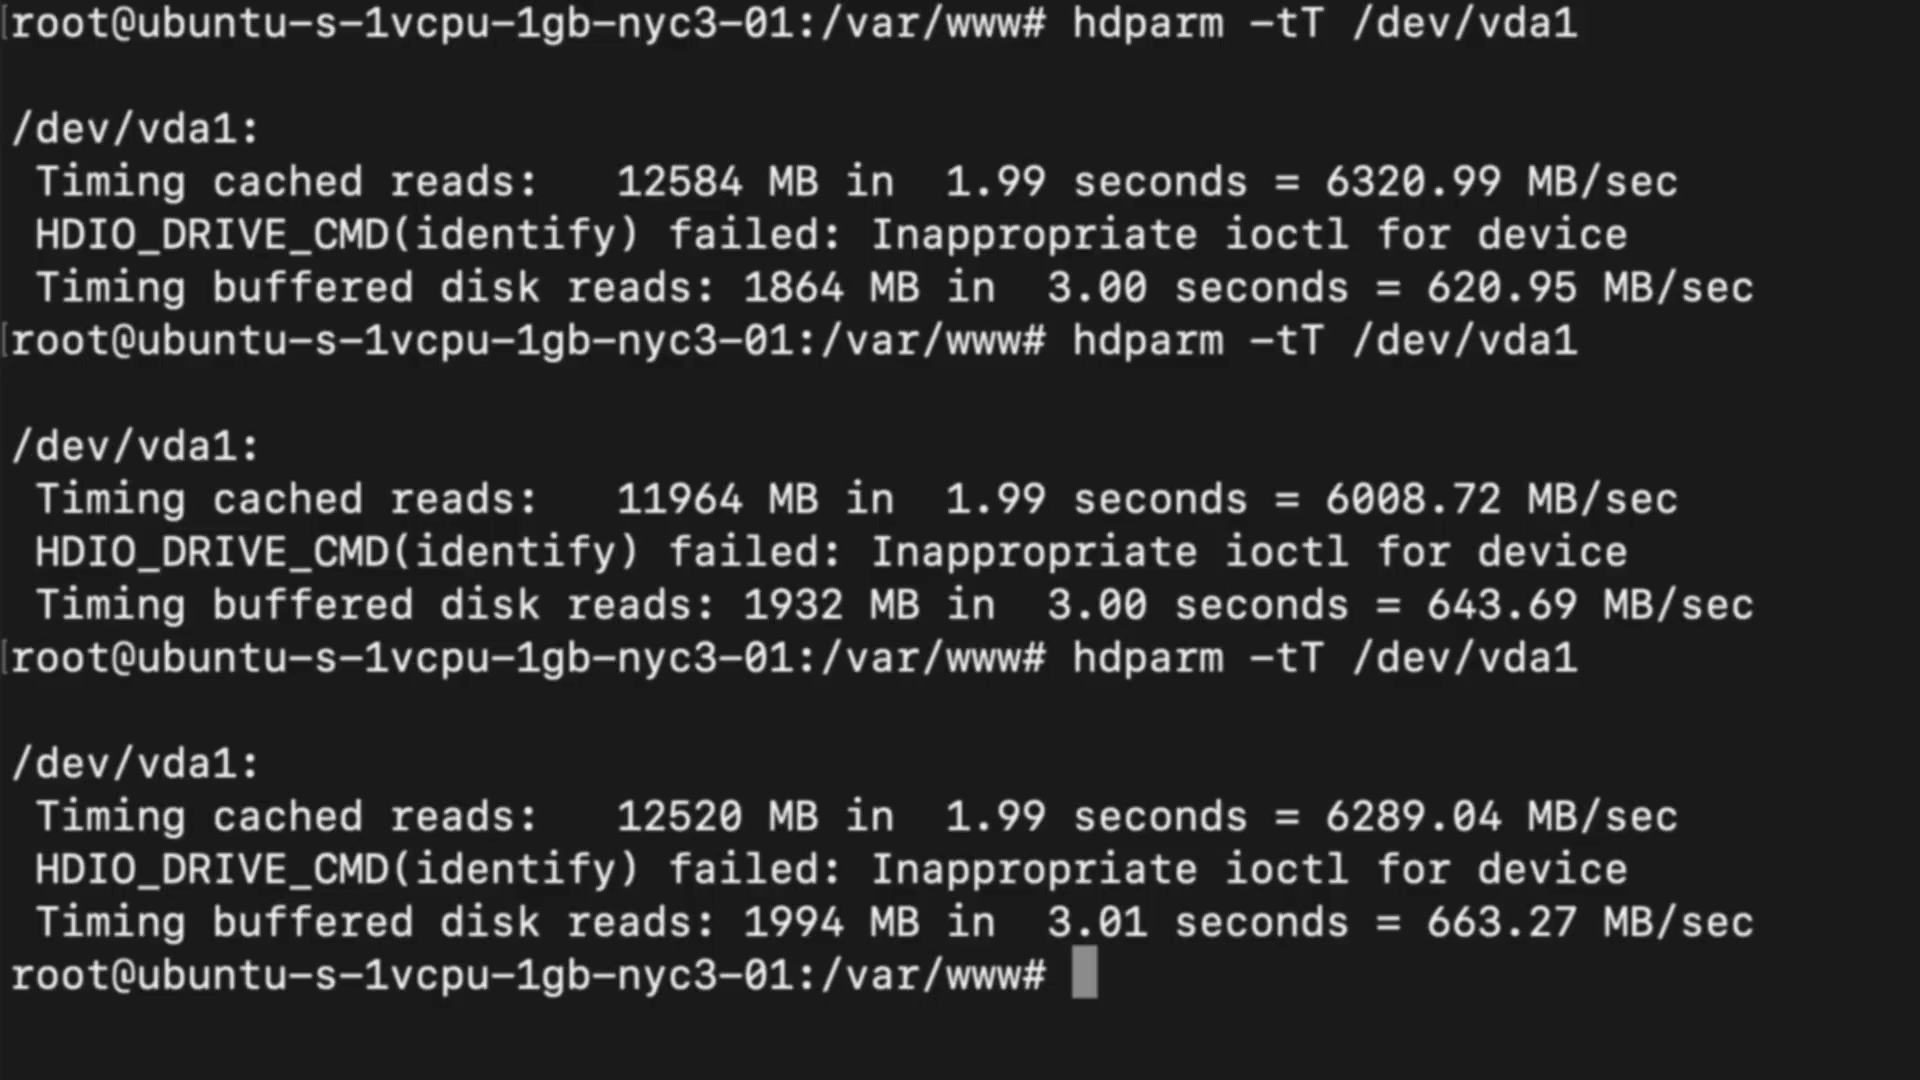 root@ubuntu-s-1vcpu-1gb-nyc3-01:/var/www# hdparm -tT /dev/vda1
/dev/vda1:
Timing cached reads:   12584 MB in  1.99 seconds = 6320.99 MB/sec
HDIO_DRIVE_CMD(identify) failed: Inappropriate ioctl for device
Timing buffered disk reads: 1864 MB in  3.00 seconds = 620.95 MB/sec
root@ubuntu-s-1vcpu-1gb-nyc3-01:/var/www# hdparm -tT /dev/vda1
/dev/vda1:
Timing cached reads:   11964 MB in  1.99 seconds = 6008.72 MB/sec
HDIO_DRIVE_CMD(identify) failed: Inappropriate ioctl for device
Timing buffered disk reads: 1932 MB in  3.00 seconds = 643.69 MB/sec
root@ubuntu-s-1vcpu-1gb-nyc3-01:/var/www# hdparm -tT /dev/vda1
/dev/vda1:
Timing cached reads:   12520 MB in  1.99 seconds = 6289.04 MB/sec
HDIO_DRIVE_CMD(identify) failed: Inappropriate ioctl for device
Timing buffered disk reads: 1994 MB in  3.01 seconds = 663.27 MB/sec
root@ubuntu-s-1vcpu-1gb-nyc3-01:/var/www#